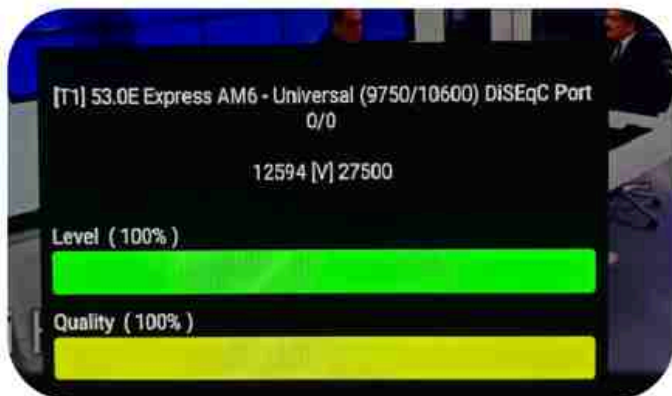 [T1] 53.0E Express AM6 - Universal (9750/10600) DiSEqC Port
0/0
12594 [V] 27500
Level ( 100% )
Quality ( 100% )